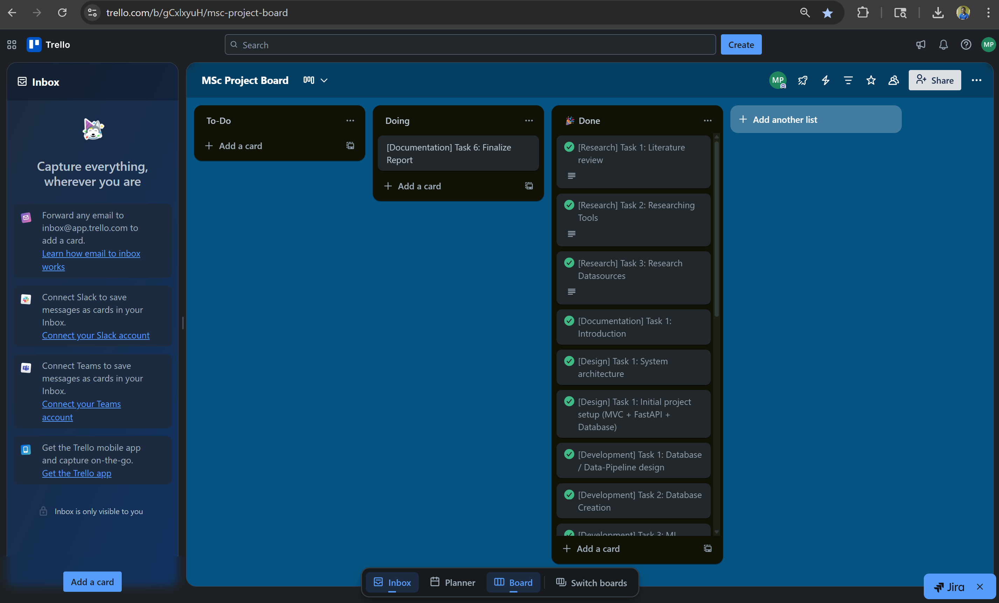 trello.com/b/gCxlxyuH/msc-project-board
Trello
Search
Create
MP
Inbox
Capture everything,
wherever you are
Forward any email to
inbox@app.trello.com to
add a card.
Learn how email to inbox
works
Connect Slack to save
messages as cards in your
Inbox.
Connect your Slack account
Connect Teams to save
messages as cards in your
Inbox.
Connect your Teams
account
Get the Trello mobile app
and capture on-the-go.
Get the Trello app
Inbox is only visible to you
Add a card
MSc Project Board
MP
Share
To-Do
Add a card
Doing
[Documentation] Task 6: Finalize
Report
Add a card
Done
[Research] Task 1: Literature
review
[Research] Task 2: Researching
Tools
[Research] Task 3: Research
Datasources
[Documentation] Task 1:
Introduction
[Design] Task 1: System
architecture
[Design] Task 1: Initial project
setup (MVC + FastAPI +
Database)
[Development] Task 1: Database
/ Data-Pipeline design
[Development] Task 2: Database
Creation
[Development] Task 3: ML
Add a card
Add another list
Inbox
Planner
Board
Switch boards
Jira